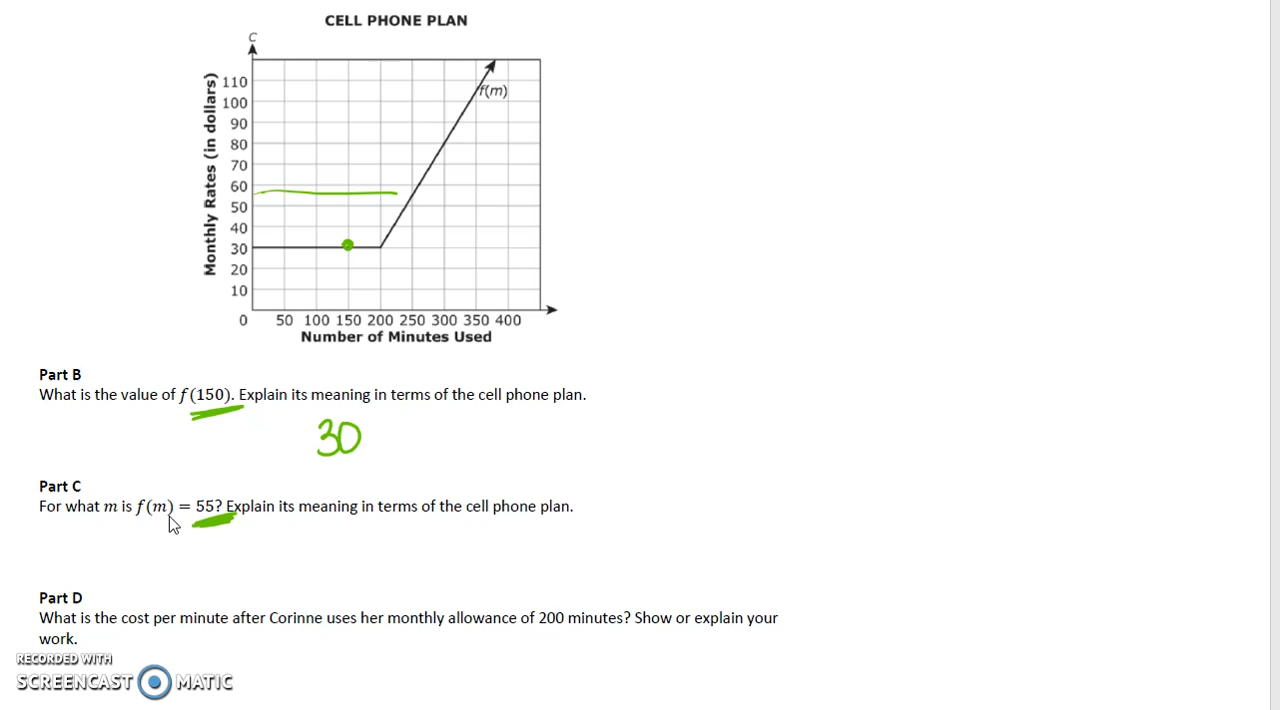 CELL PHONE PLAN
C
Monthly Rates (in dollars)
110
100
90
80
70
60
50
40
30
20
10
f(m)
0 50 100 150 200 250 300 350 400
Number of Minutes Used
Part B
What is the value of f(150). Explain its meaning in terms of the cell phone plan.
30
Part C
For what m is f(m) = 55? Explain its meaning in terms of the cell phone plan.
Part D
What is the cost per minute after Corinne uses her monthly allowance of 200 minutes? Show or explain your
work.
RECORDED WITH
SCREENCAST MATIC